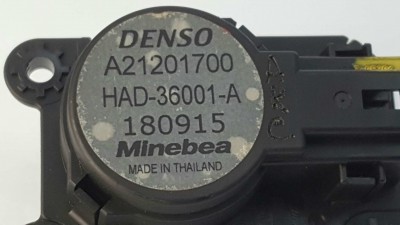 DENSO
A21201700
HAD-36001-A
180915
Minebea
MADE IN THAILAND